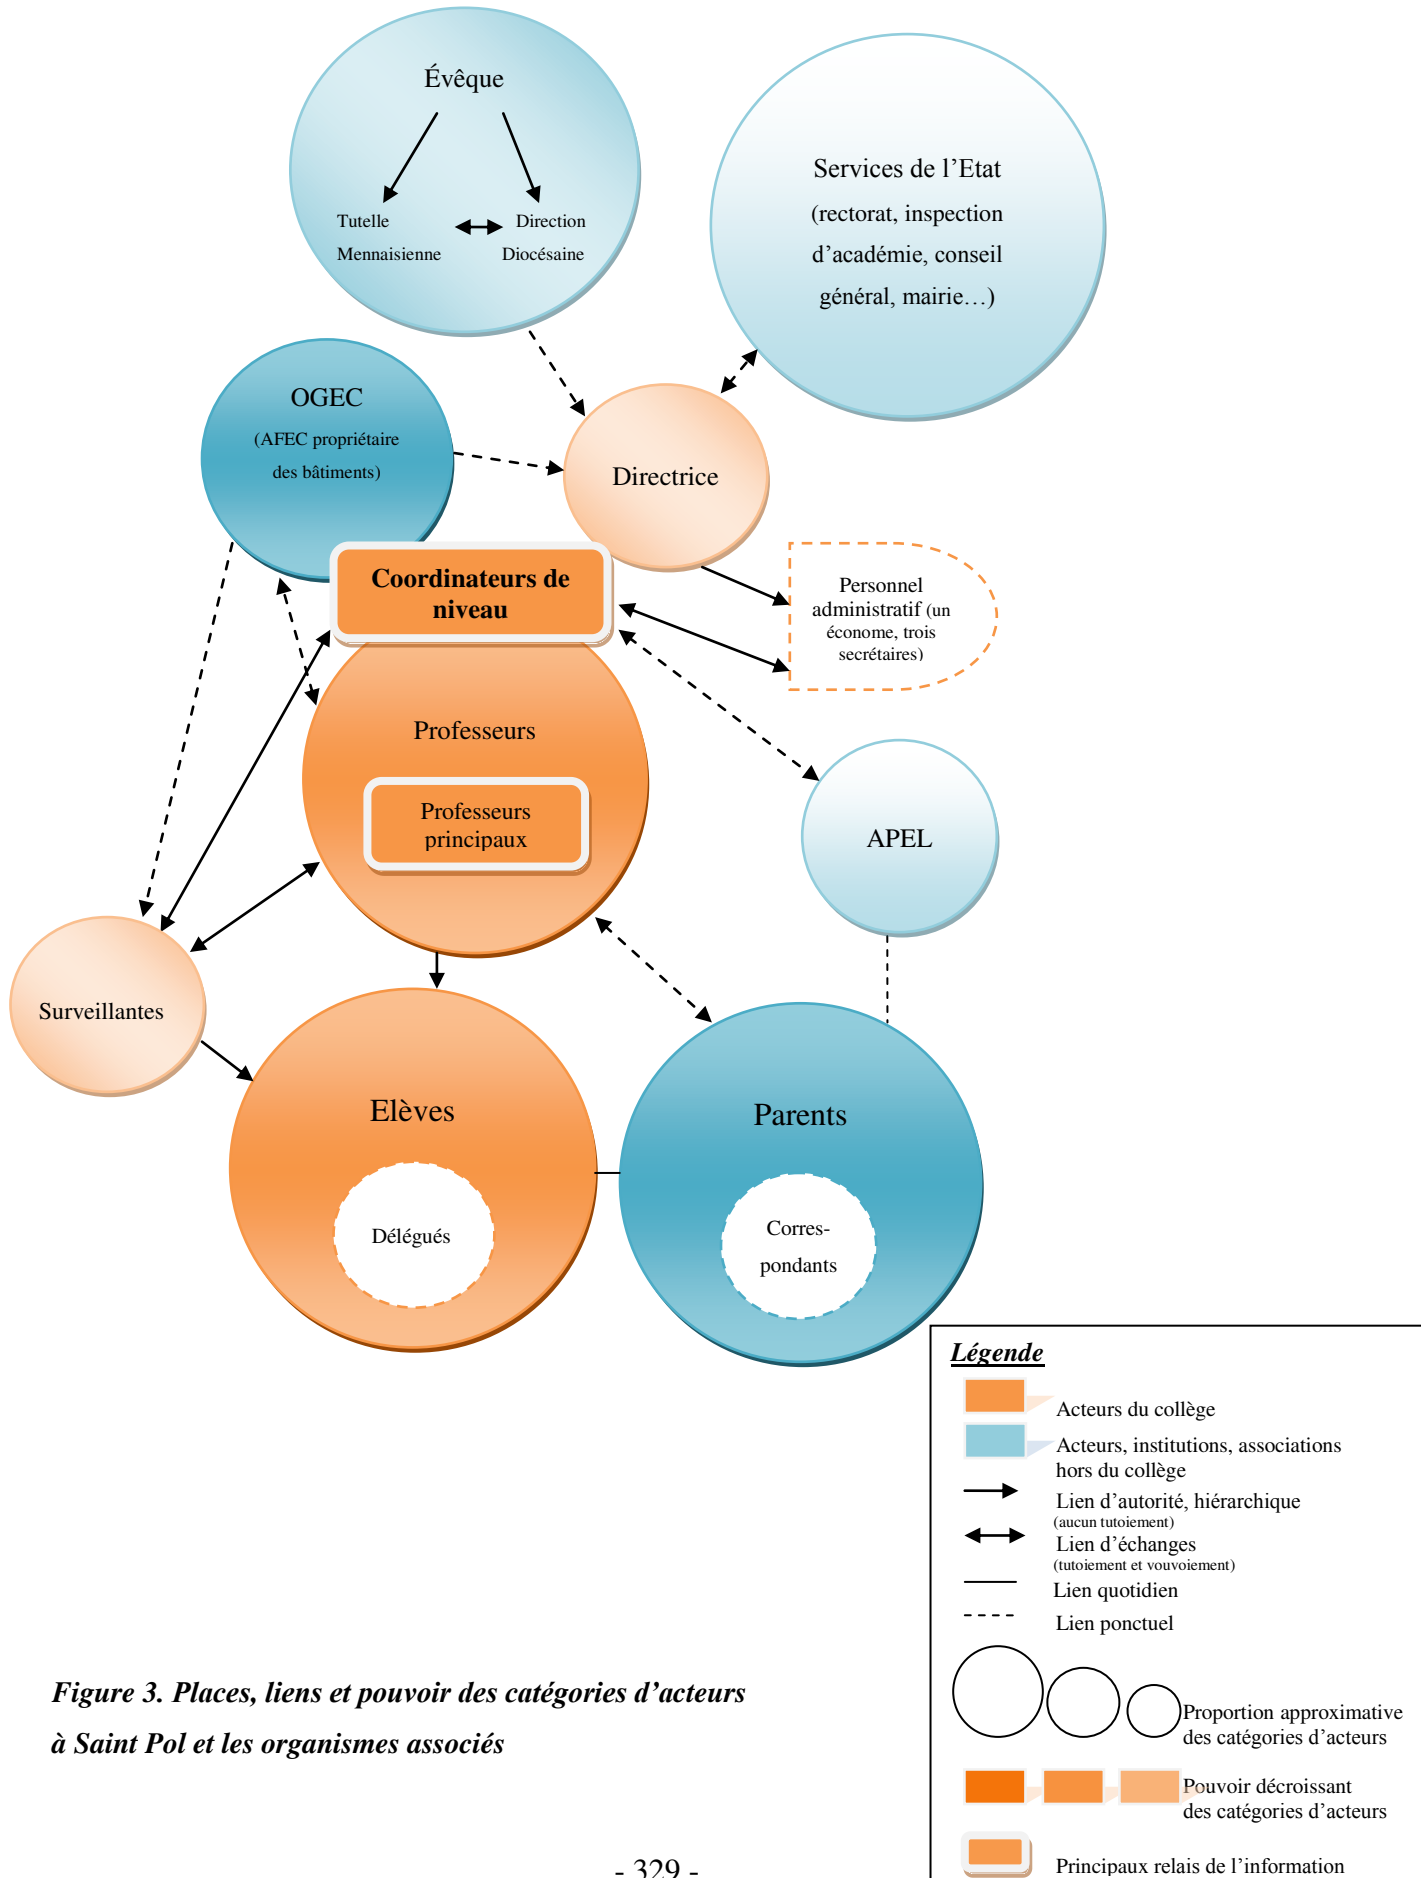 Évêque
Tutelle
Mennaisienne
Direction
Diocésaine
Services de l’Etat
(rectorat, inspection
d’académie, conseil
général, mairie…)
OGEC
(AFEC propriétaire
des bâtiments)
Directrice
Coordinateurs de
niveau
Personnel
administratif (un
économe, trois
secrétaires)
Professeurs
Professeurs
principaux
APEL
Surveillantes
Elèves
Délégués
Parents
Corres-
pondants
Légende
Acteurs du collège
Acteurs, institutions, associations
hors du collège
Lien d’autorité, hiérarchique
(aucun tutoiement)
Lien d’échanges
(tutoiement et vouvoiement)
Lien quotidien
Lien ponctuel
Proportion approximative
des catégories d’acteurs
Pouvoir décroissant
des catégories d’acteurs
Principaux relais de l’information
Figure 3. Places, liens et pouvoir des catégories d’acteurs
à Saint Pol et les organismes associés
- 329 -